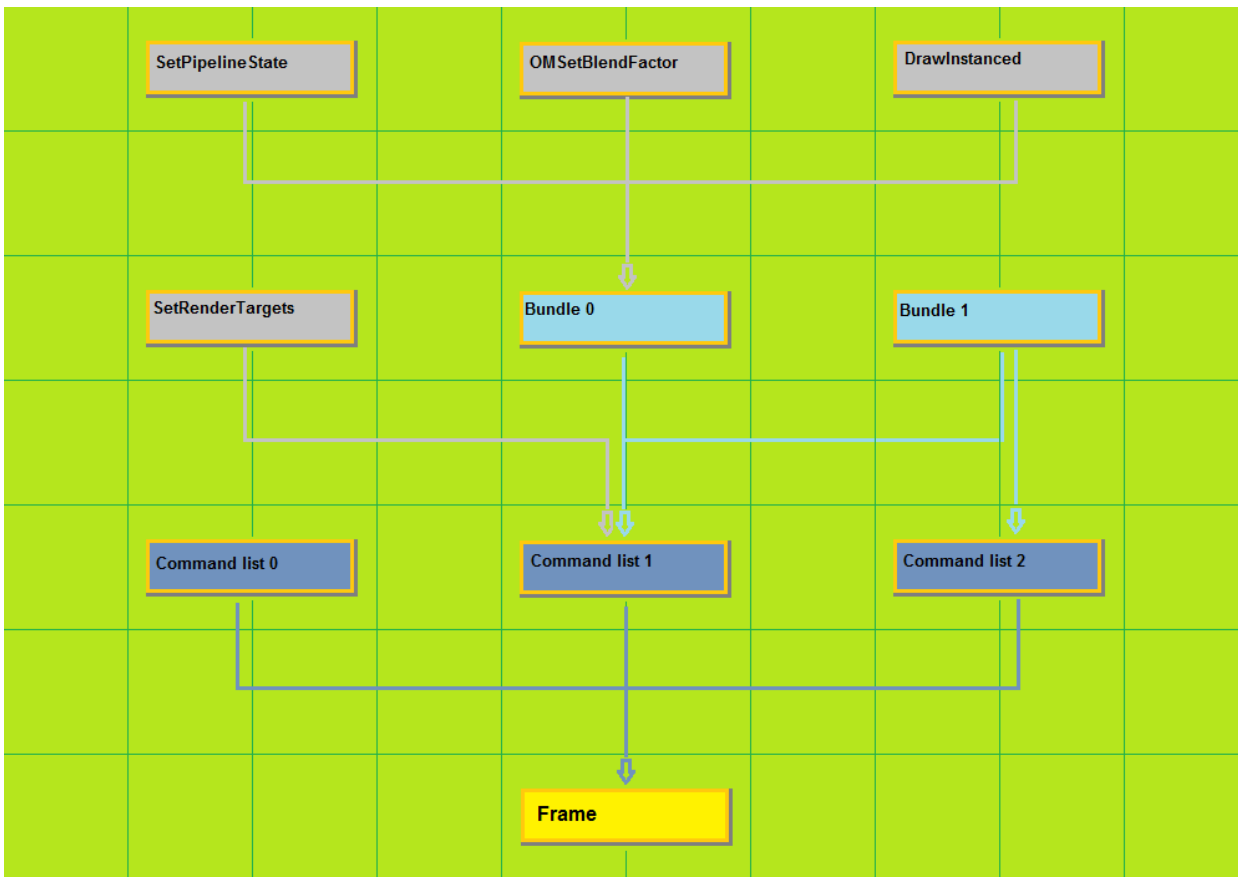 SetPipelineState
OMSetBlendFactor
DrawInstanced
SetRenderTargets
Bundle 0
Bundle 1
Command list 0
Command list 1
Command list 2
Frame